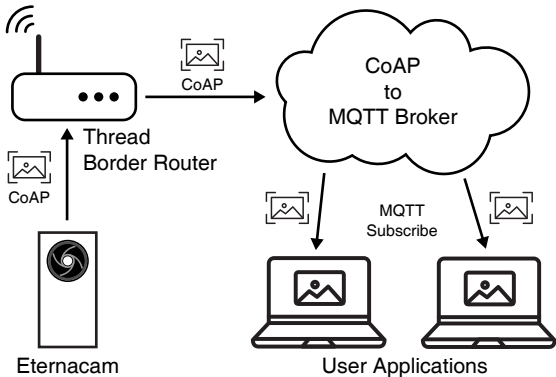 CoAP
CoAP
to
MQTT Broker
Thread
Border Router
CoAP
MQTT
Subscribe
Eternacam
User Applications